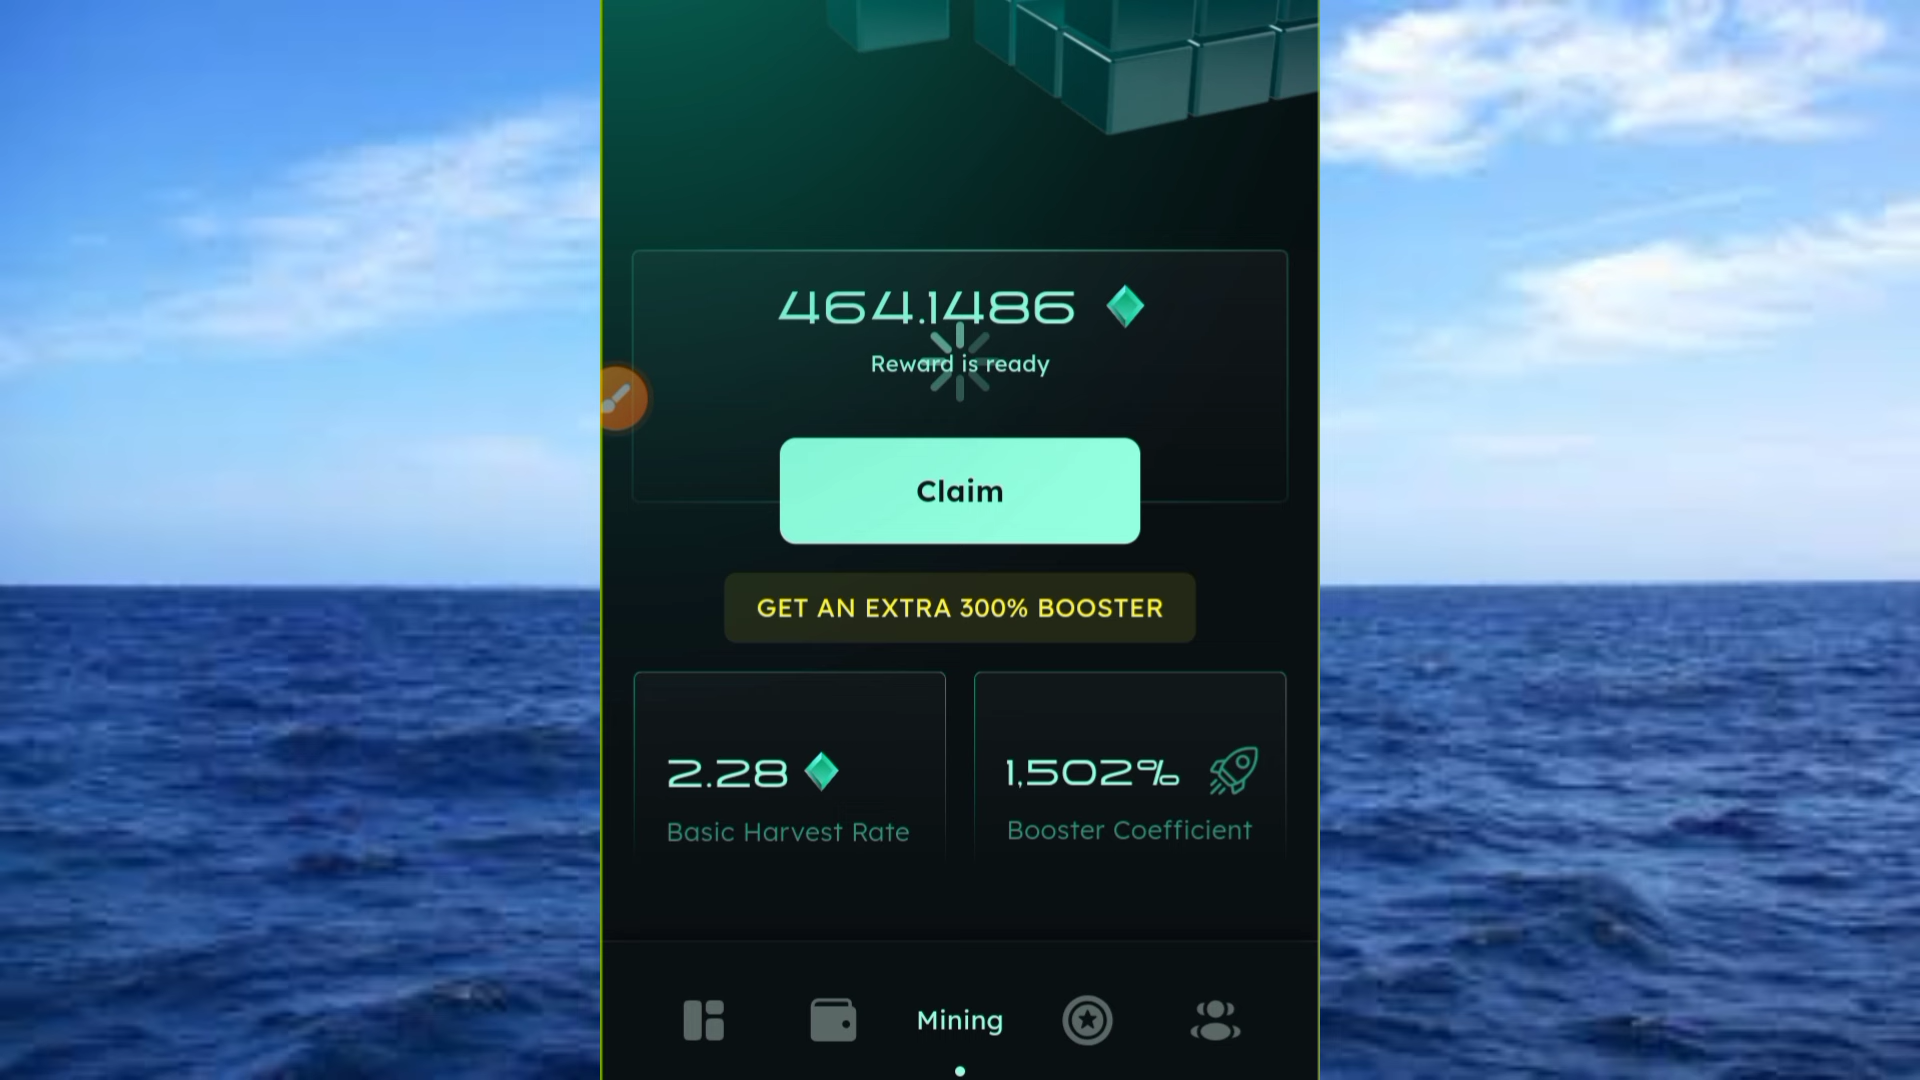 464.1486
Reward is ready
Claim
GET AN EXTRA 300% BOOSTER
2.28
1,502%
Basic Harvest Rate
Booster Coefficient
Mining